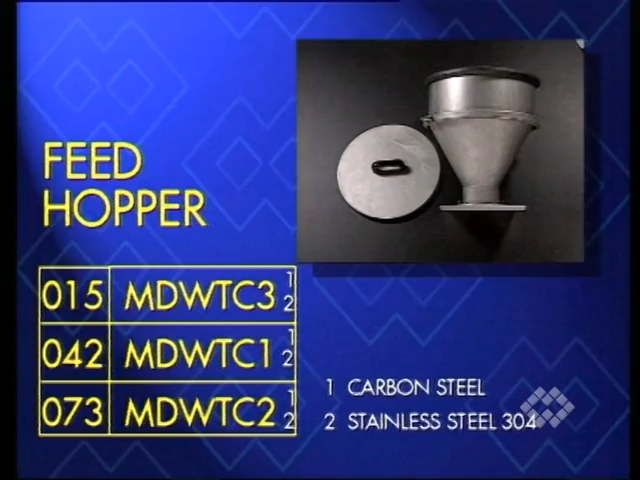 FEED
HOPPER
015 MDWTC3 1 2
042 MDWTC1 1 2
073 MDWTC2 1 2
1 CARBON STEEL
2 STAINLESS STEEL 304